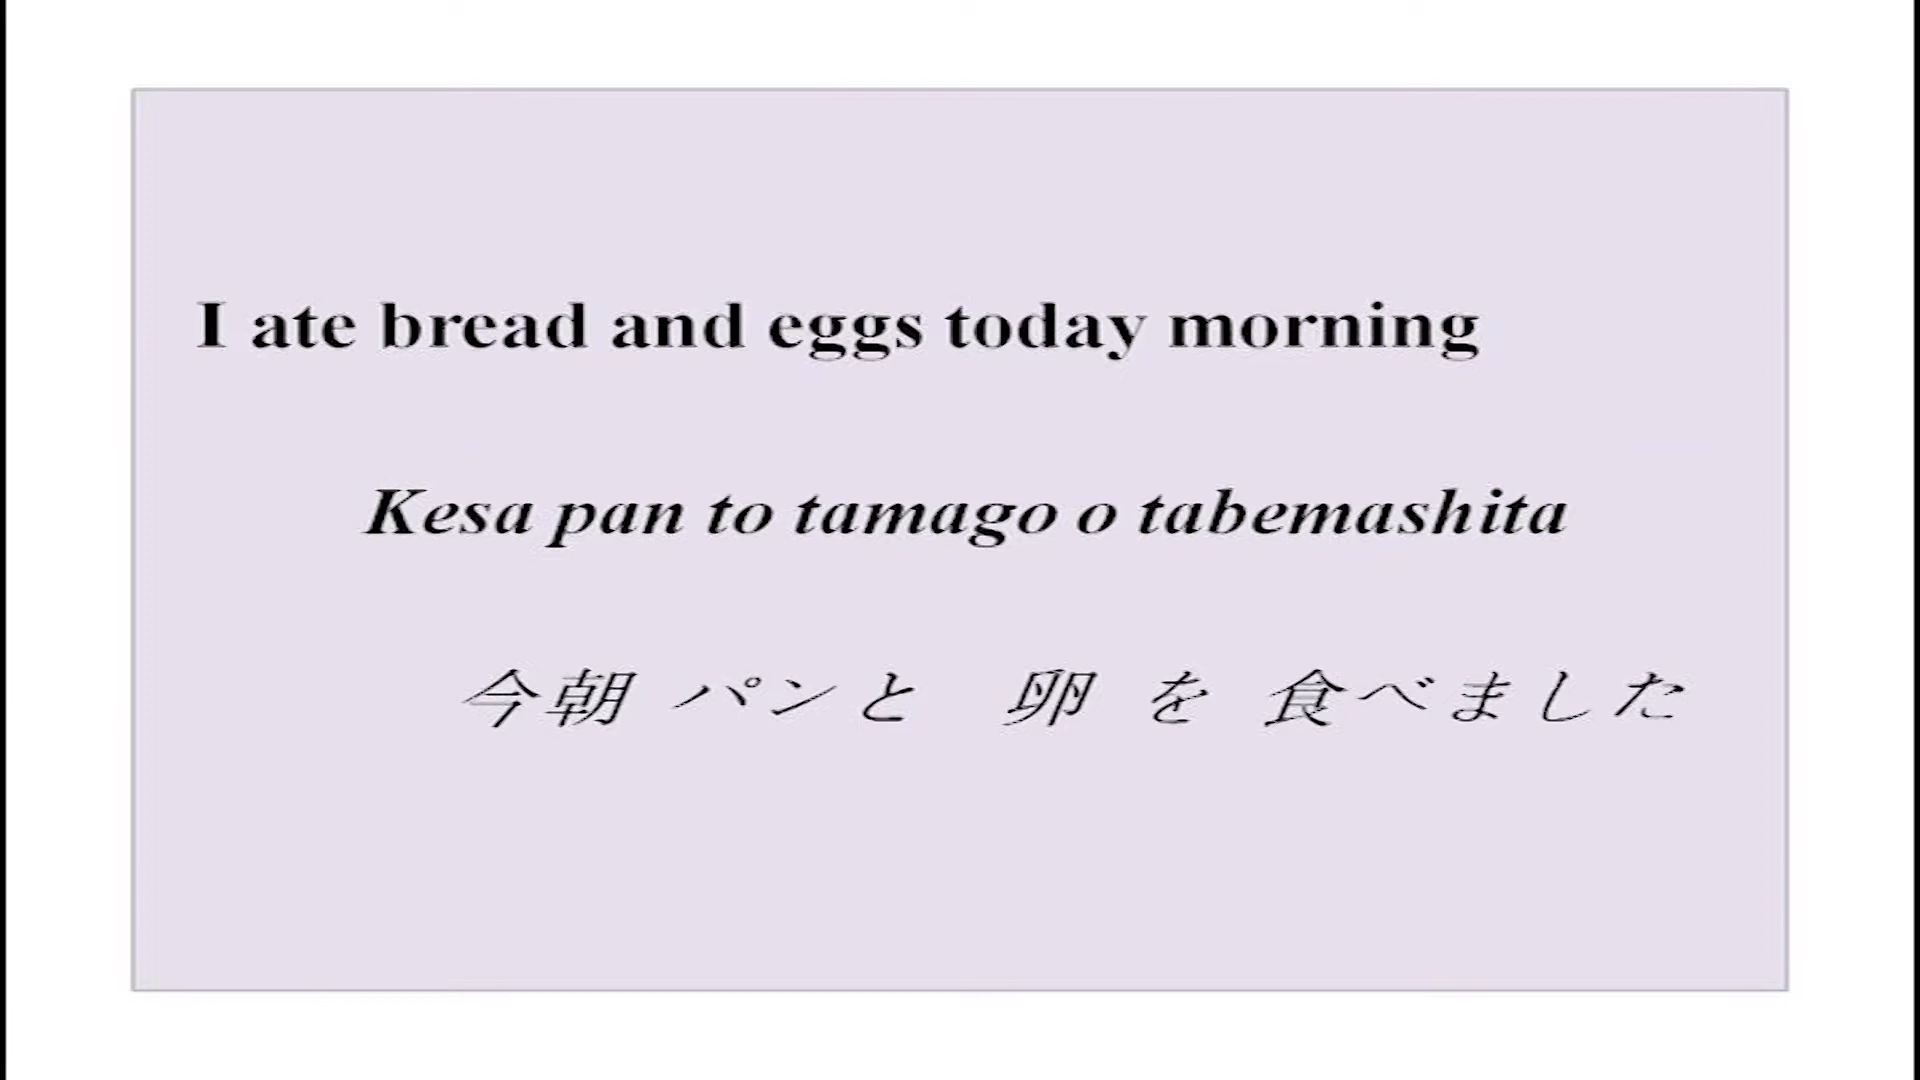 I ate bread and eggs today morning
Kesa pan to tamago o tabemashita
今朝 パンと 卵 を 食べました